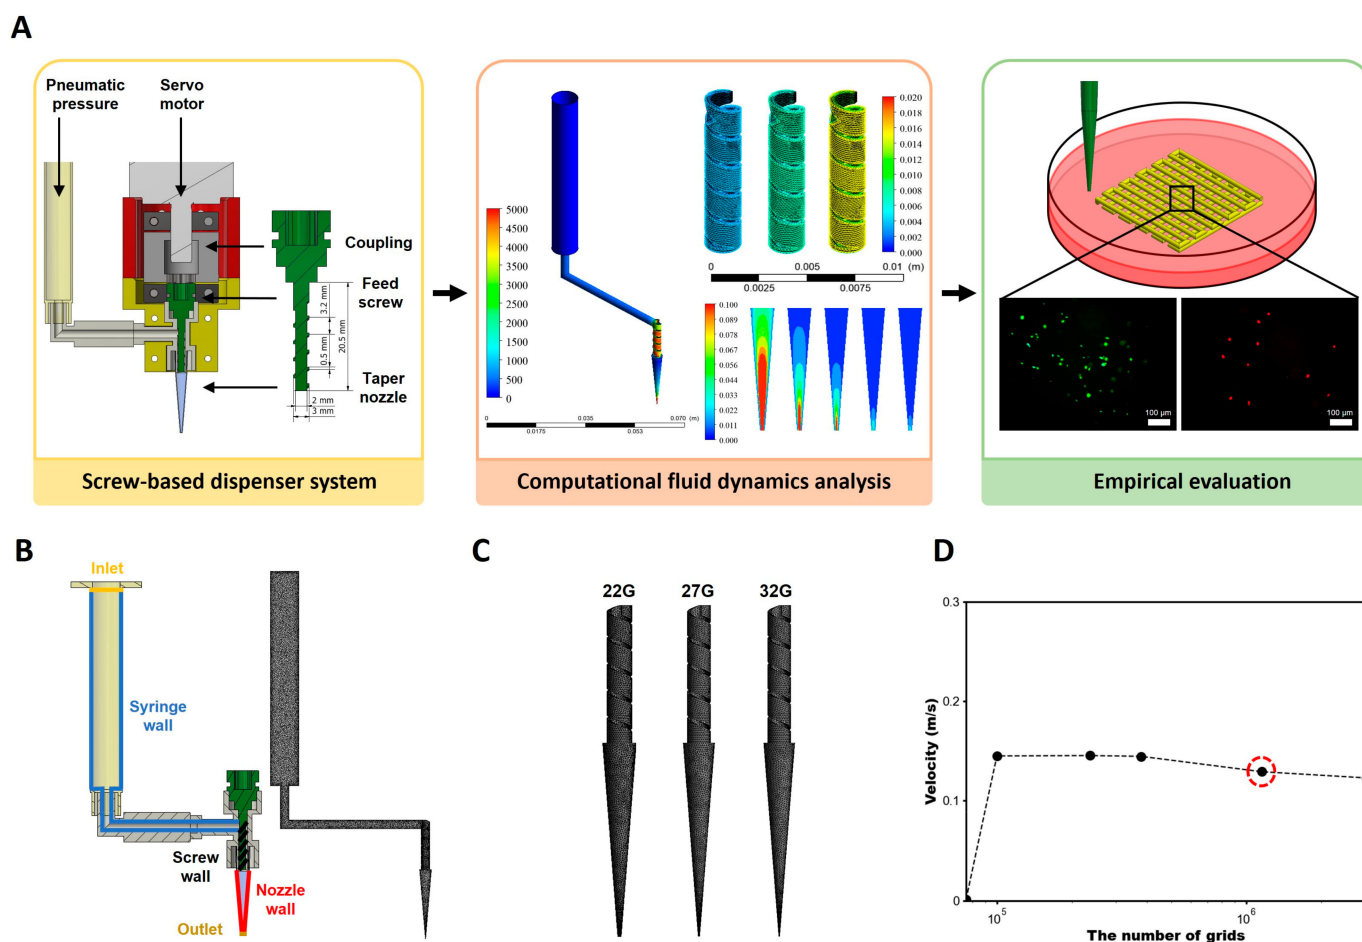 A
Pneumatic
pressure
Servo
motor
Coupling
Feed
screw
Taper
nozzle
3.2 mm
20.5 mm
0.5 mm
2 mm
3 mm
Screw-based dispenser system
5000
4500
4000
3500
3000
2500
2000
1500
1000
500
0
0
0.035
0.070
(m)
0.0175
0.053
0.020
0.018
0.016
0.014
0.012
0.010
0.008
0.006
0.004
0.002
0.000
0
0.005
0.01 (m)
0.0025
0.0075
0.100
0.089
0.078
0.067
0.056
0.044
0.033
0.022
0.011
0.000
Computational fluid dynamics analysis
100 µm
100 µm
Empirical evaluation
B
Inlet
Syringe
wall
Screw
wall
Nozzle
wall
Outlet
C
22G
27G
32G
D
Velocity (m/s)
0.3
0.2
0.1
0
10⁵
10⁶
The number of grids